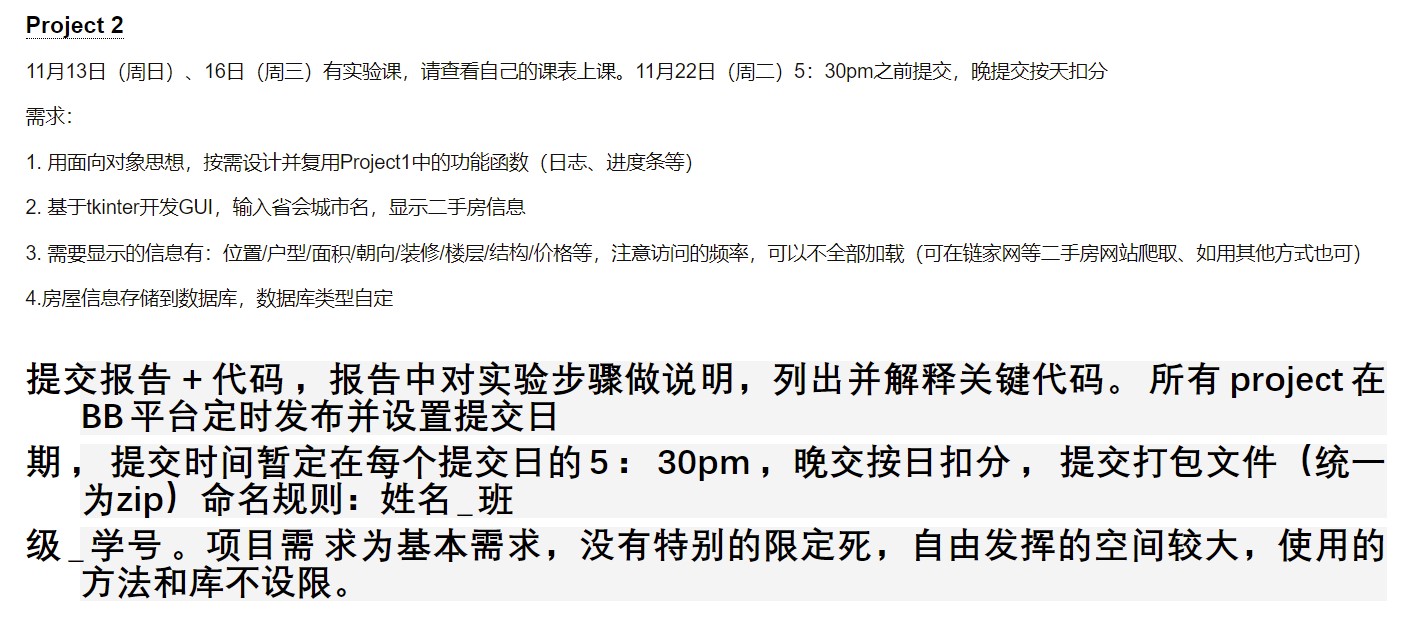 Project 2
11月13日（周日）、16日（周三）有实验课，请查看自己的课表上课。11月22日（周二）5：30pm之前提交，晚提交按天扣分
需求：
1. 用面向对象思想，按需设计并复用Project1中的功能函数（日志、进度条等）
2. 基于tkinter开发GUI，输入省会城市名，显示二手房信息
3. 需要显示的信息有：位置/户型/面积/朝向/装修/楼层/结构/价格等，注意访问的频率，可以不全部加载（可在链家网等二手房网站爬取、如用其他方式也可）
4.房屋信息存储到数据库，数据库类型自定
提交报告 + 代码 ，报告中对实验步骤做说明，列出并解释关键代码。 所有 project 在
BB 平台定时发布并设置提交日
期 ， 提交时间暂定在每个提交日的 5 ： 30pm ，晚交按日扣分 ， 提交打包文件（统一
为zip）命名规则：姓名 _ 班
级 _ 学号 。项目需 求为基本需求，没有特别的限定死，自由发挥的空间较大，使用的
方法和库不设限。